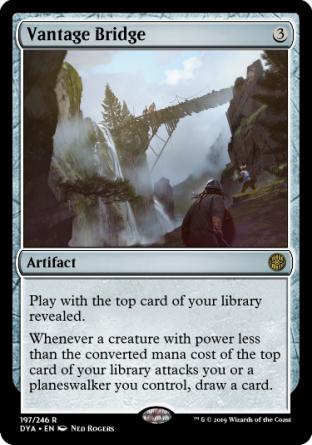 Vantage Bridge 3
Artifact
Play with the top card of your library
revealed.
Whenever a creature with power less
than the converted mana cost of the top
card of your library attacks you or a
planeswalker you control, draw a card.
197/246 R
DYA • EN Ned Rogers
™ & © 2019 Wizards of the Coast